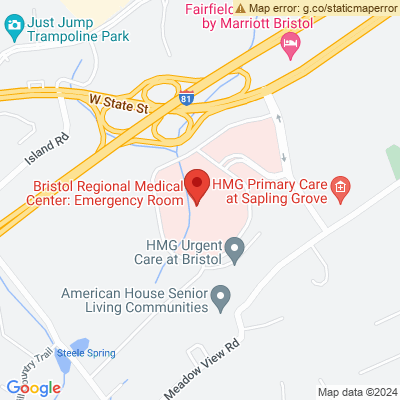 Fairfield
by Marriott Bristol
Map error: g.co/staticmaperror
Just Jump
Trampoline Park
W State St
81
Island Rd
Bristol Regional Medical
Center: Emergency Room
HMG Primary Care
at Sapling Grove
HMG Urgent
Care at Bristol
American House Senior
Living Communities
Steele Spring
Country Trail
Meadow View Rd
Google
Map data ©2024